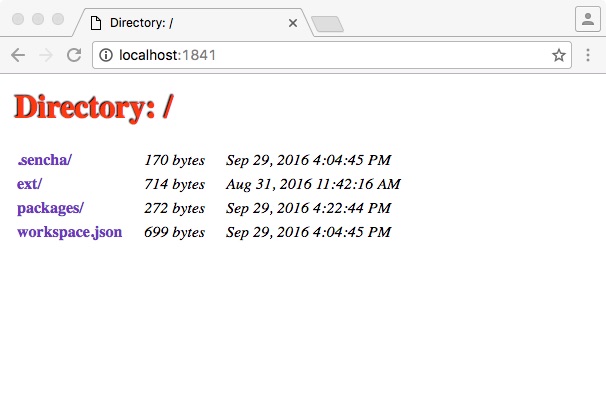 Directory: /
localhost:1841
Directory: /
.sencha/ 170 bytes Sep 29, 2016 4:04:45 PM
ext/ 714 bytes Aug 31, 2016 11:42:16 AM
packages/ 272 bytes Sep 29, 2016 4:22:44 PM
workspace.json 699 bytes Sep 29, 2016 4:04:45 PM